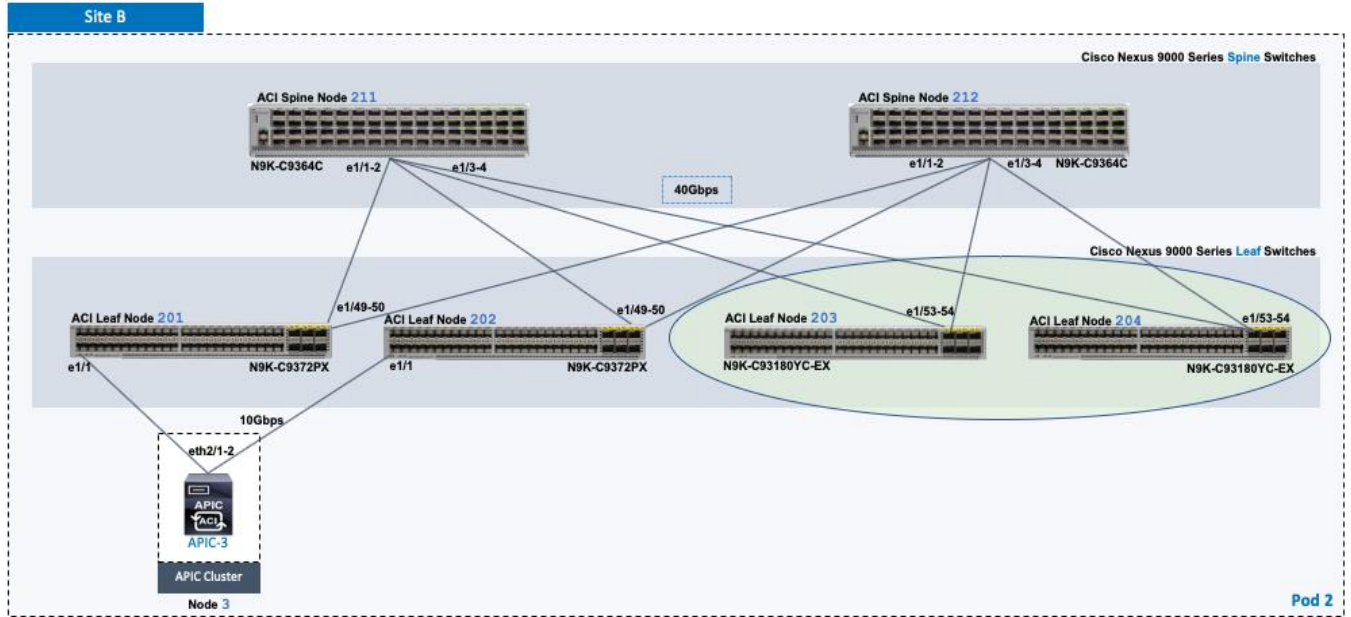 Site B
Cisco Nexus 9000 Series Spine Switches
ACI Spine Node 211
ACI Spine Node 212
N9K-C9364C
e1/1-2
e1/3-4
e1/1-2
e1/3-4
N9K-C9364C
40Gbps
Cisco Nexus 9000 Series Leaf Switches
ACI Leaf Node 201
e1/49-50
ACI Leaf Node 202
e1/49-50
ACI Leaf Node 203
e1/53-54
ACI Leaf Node 204
e1/53-54
e1/1
N9K-C9372PX
e1/1
N9K-C9372PX
N9K-C93180YC-EX
N9K-C93180YC-EX
10Gbps
eth2/1-2
APIC
ACI
APIC-3
APIC Cluster
Node 3
Pod 2